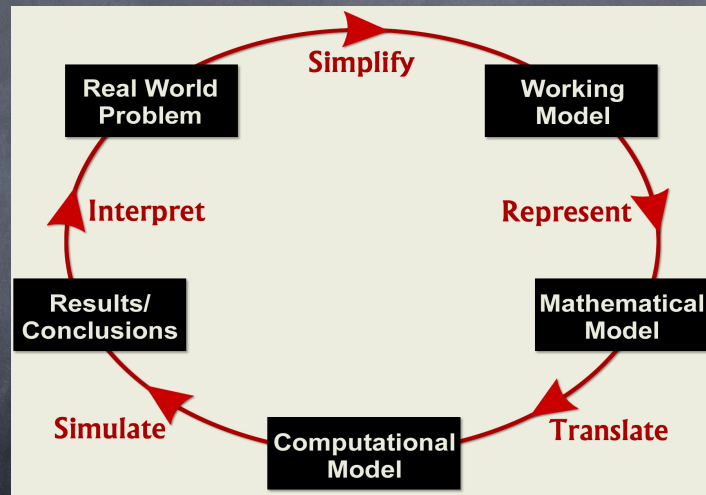 Simplify
Real World
Problem
Working
Model
Interpret
Represent
Results/
Conclusions
Mathematical
Model
Simulate
Computational
Model
Translate